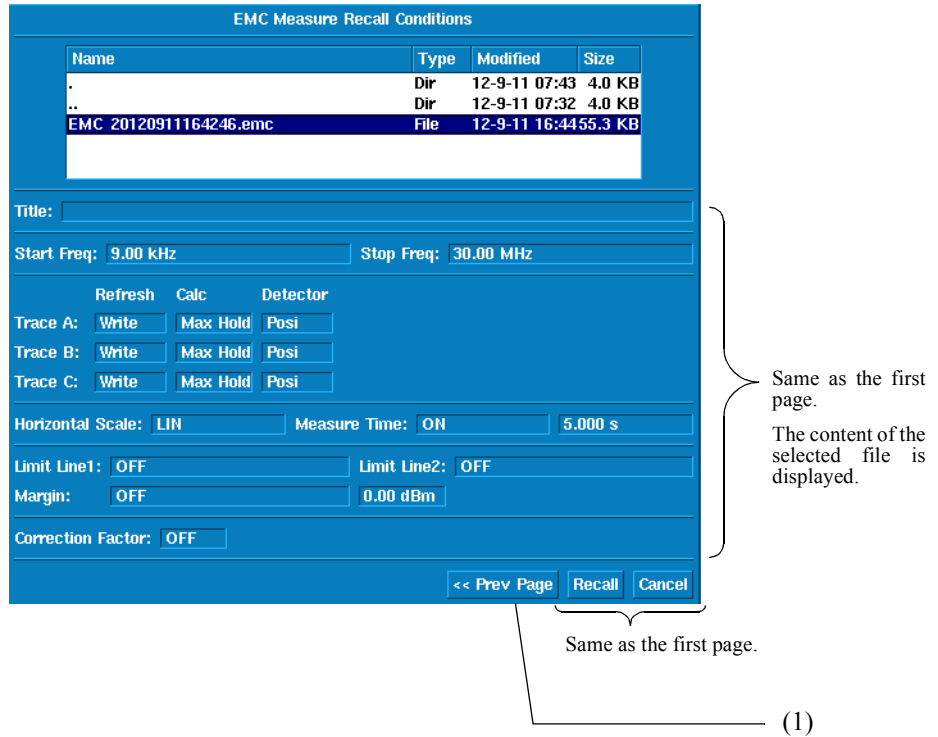 EMC Measure Recall Conditions
Name Type Modified Size
. Dir 12-9-11 07:43 4.0 KB
.. Dir 12-9-11 07:32 4.0 KB
EMC_20120911164246.emc File 12-9-11 16:44 55.3 KB
Title:
Start Freq: 9.00 kHz Stop Freq: 30.00 MHz
Refresh Calc Detector
Trace A: Write Max Hold Posi
Trace B: Write Max Hold Posi
Trace C: Write Max Hold Posi
Horizontal Scale: LIN Measure Time: ON 5.000 s
Limit Line1: OFF Limit Line2: OFF
Margin: OFF 0.00 dBm
Correction Factor: OFF
<< Prev Page Recall Cancel
Same as the first
page.
The content of the
selected file is
displayed.
Same as the first page.
(1)